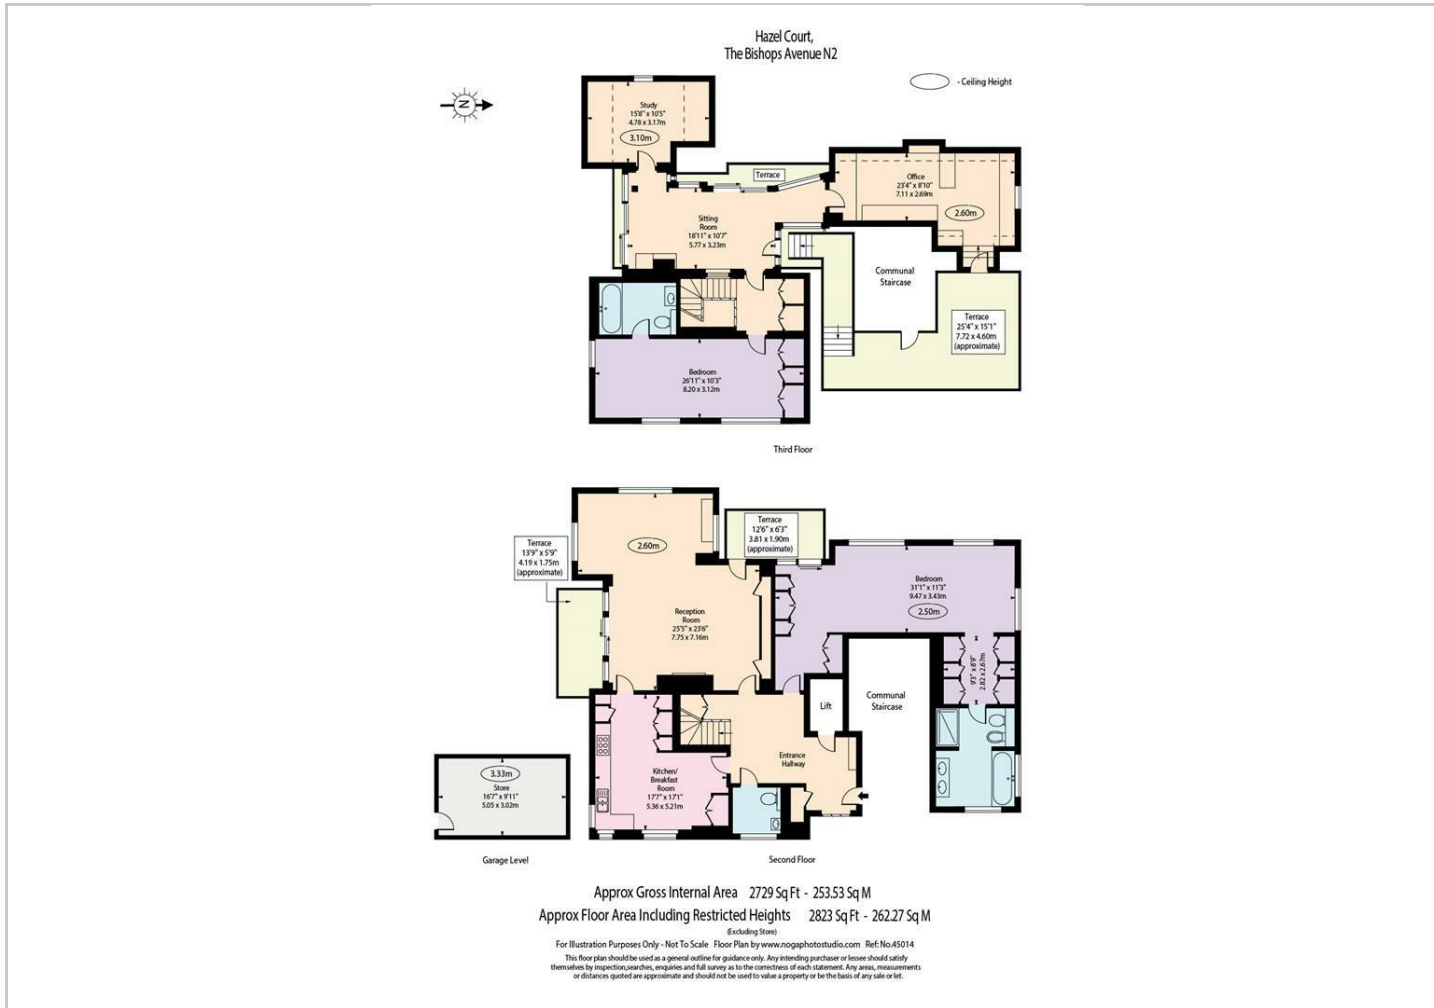 Hazel Court,
The Bishops Avenue N2
- Ceiling Height
N
Study
15'8" x 10'5"
4.78 x 3.17m
3.10m
Terrace
Office
23'4" x 8'10"
7.11 x 2.69m
2.60m
Sitting
Room
18'11" x 10'7"
5.77 x 3.23m
Communal
Staircase
Terrace
25'4" x 15'1"
7.72 x 4.60m
(approximate)
Bedroom
26'11" x 10'3"
8.20 x 3.12m
Third Floor
Terrace
13'9" x 5'9"
4.19 x 1.75m
(approximate)
2.60m
Terrace
12'6" x 6'3"
3.81 x 1.90m
(approximate)
Bedroom
31'1" x 11'3"
9.47 x 3.43m
2.50m
Reception
Room
25'5" x 23'6"
7.75 x 7.16m
9'3" x 8'9"
2.82 x 2.67m
Lift
Communal
Staircase
Entrance
Hallway
Kitchen/
Breakfast
Room
17'7" x 17'1"
5.36 x 5.21m
3.33m
Store
16'7" x 9'11"
5.05 x 3.02m
Garage Level
Second Floor
Approx Gross Internal Area 2729 Sq Ft - 253.53 Sq M
Approx Floor Area Including Restricted Heights 2823 Sq Ft - 262.27 Sq M
(Excluding Store)
For Illustration Purposes Only - Not To Scale Floor Plan by www.nogaphotostudio.com Ref: No.45014
This floor plan should be used as a general outline for guidance only. Any intending purchaser or lessee should satisfy
themselves by inspection,searches, enquiries and full survey as to the correctness of each statement. Any areas, measurements
or distances quoted are approximate and should not be used to value a property or be the basis of any sale or let.